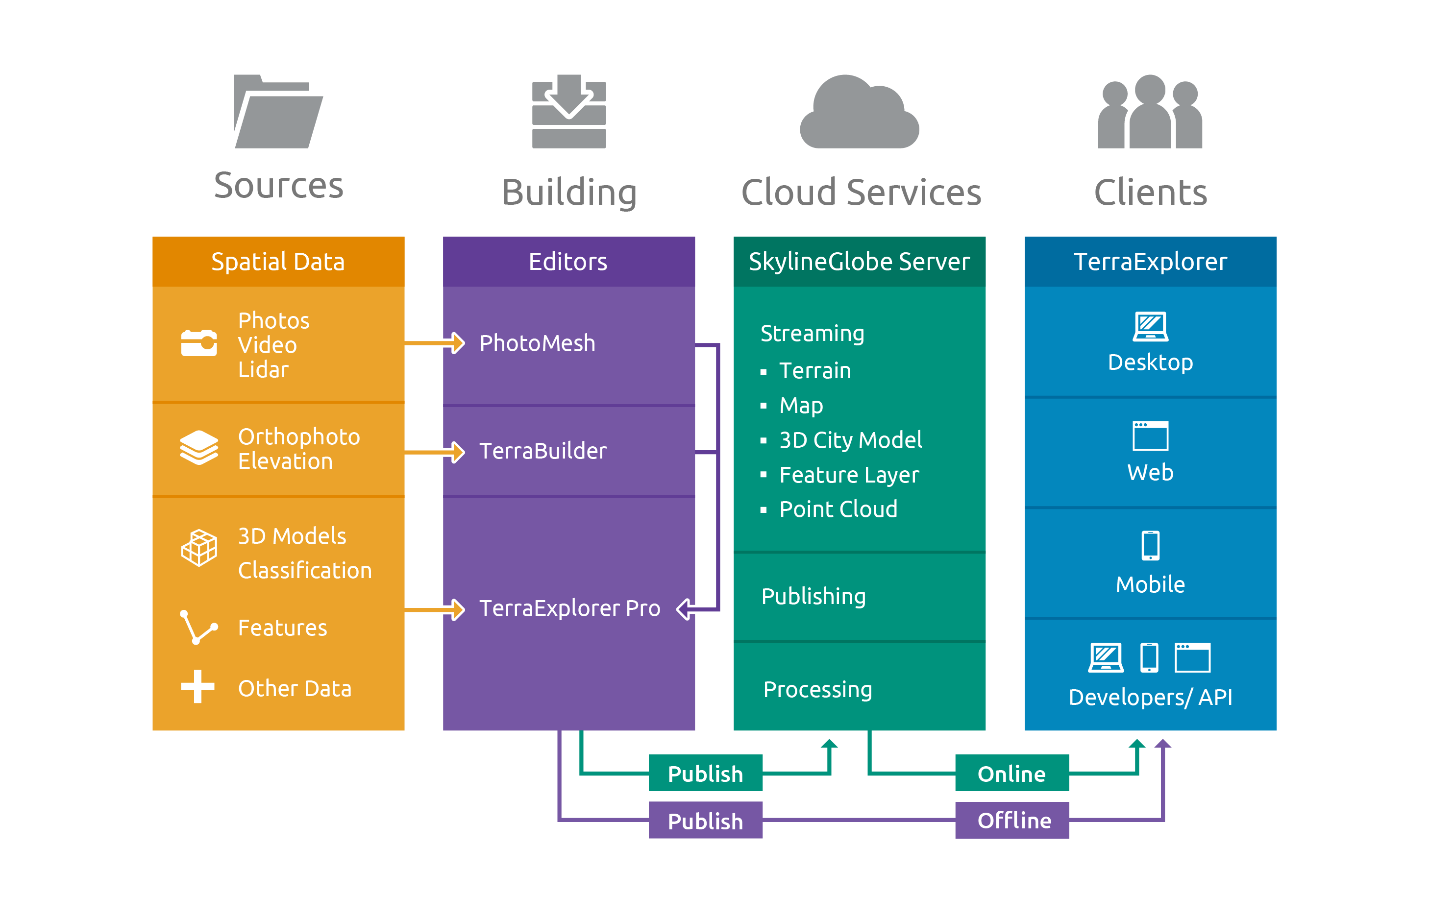 Sources
Building
Cloud Services
Clients
Spatial Data
Photos
Video
Lidar
Orthophoto
Elevation
3D Models
Classification
Features
Other Data
Editors
PhotoMesh
TerraBuilder
TerraExplorer Pro
SkylineGlobe Server
Streaming
▪ Terrain
▪ Map
▪ 3D City Model
▪ Feature Layer
▪ Point Cloud
Publishing
Processing
TerraExplorer
Desktop
Web
Mobile
Developers/ API
Publish
Online
Publish
Offline